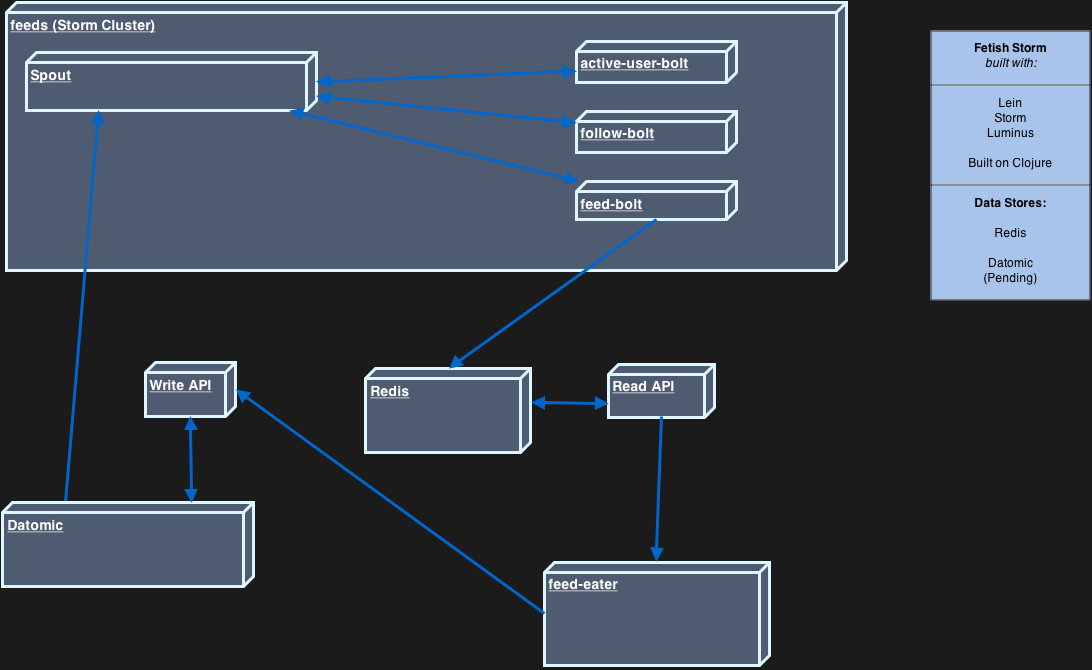 feeds (Storm Cluster)
Spout
active-user-bolt
follow-bolt
feed-bolt
Write API
Redis
Read API
Datomic
feed-eater
Fetish Storm
built with:
Lein
Storm
Luminus
Built on Clojure
Data Stores:
Redis
Datomic
(Pending)